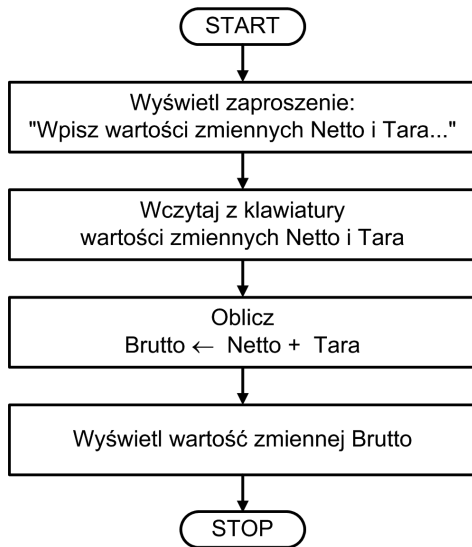 START
Wyświetl zaproszenie:
"Wpisz wartości zmiennych Netto i Tara..."
Wczytaj z klawiatury
wartości zmiennych Netto i Tara
Oblicz
Brutto ← Netto + Tara
Wyświetl wartość zmiennej Brutto
STOP